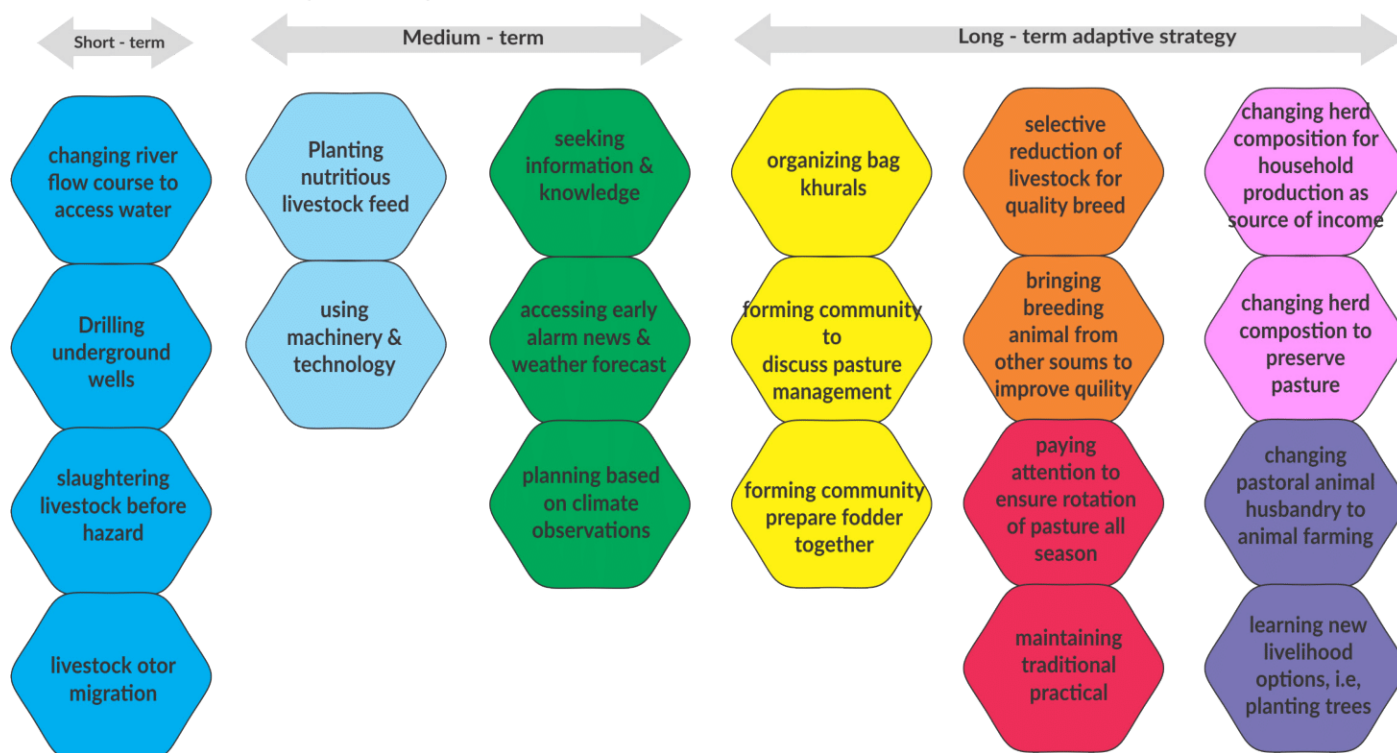 Short - term
Medium - term
Long - term adaptive strategy
changing river
flow course to
access water
Drilling
underground
wells
slaughtering
livestock before
hazard
livestock otor
migration
Planting
nutritious
livestock feed
using
machinery &
technology
seeking
information &
knowledge
accessing early
alarm news &
weather forecast
planning based
on climate
observations
organizing bag
khurals
forming community
to
discuss pasture
management
forming community
prepare fodder
together
selective
reduction of
livestock for
quality breed
bringing
breeding
animal from
other soums to
improve quility
paying
attention to
ensure rotation
of pasture all
season
maintaining
traditional
practical
changing herd
composition for
household
production as
source of income
changing herd
compostion to
preserve
pasture
changing
pastoral animal
husbandry to
animal farming
learning new
livelihood
options, i.e,
planting trees